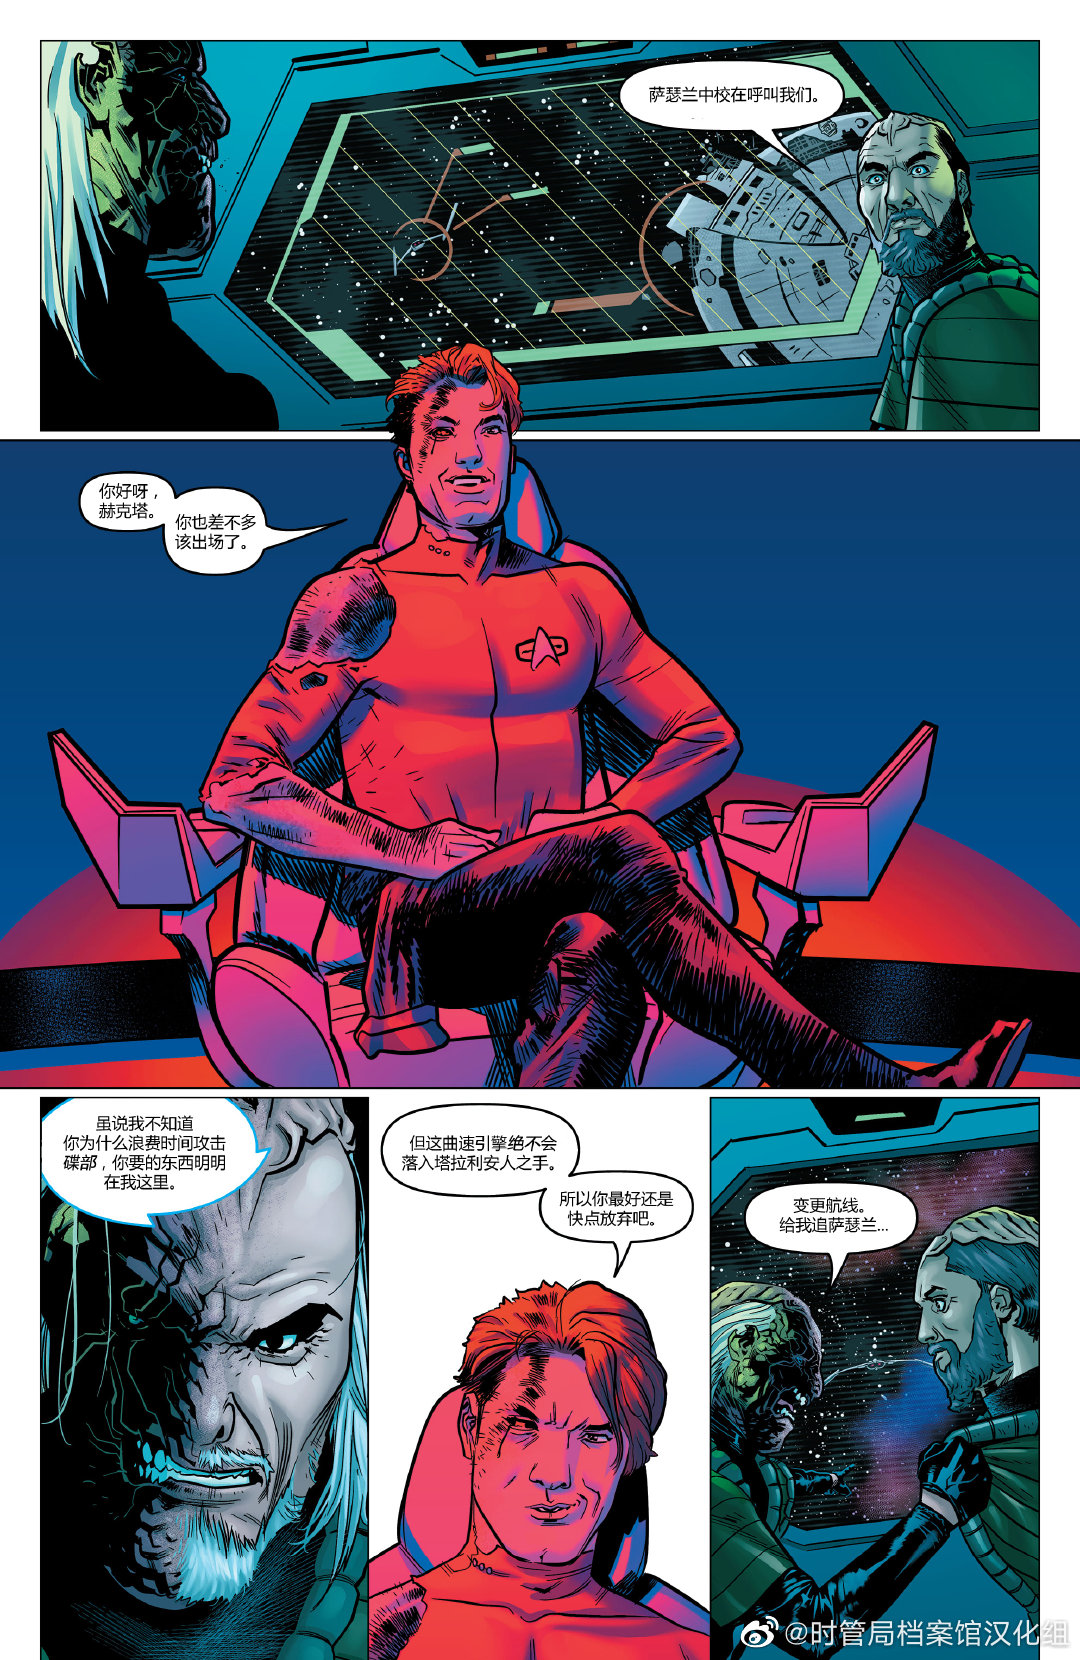 萨瑟兰中校在呼叫我们。
你好呀，
赫克塔。
你也差不多
该出场了。
虽说我不知道
你为什么浪费时间攻击
碟部，你要的东西明明
在我这里。
但这曲速引擎绝不会
落入塔拉利安人之手。
所以你最好还是
快点放弃吧。
变更航线。
给我追萨瑟兰...
@时管局档案馆汉化组